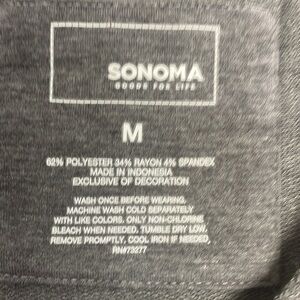 SONOMA
GOODS FOR LIFE
M
62% POLYESTER 34% RAYON 4% SPANDEX
MADE IN INDONESIA
EXCLUSIVE OF DECORATION
WASH ONCE BEFORE WEARING.
MACHINE WASH COLD SEPARATELY
WITH LIKE COLORS. ONLY NON-CHLORINE
BLEACH WHEN NEEDED. TUMBLE DRY LOW.
REMOVE PROMPTLY. COOL IRON IF NEEDED.
RN#73277